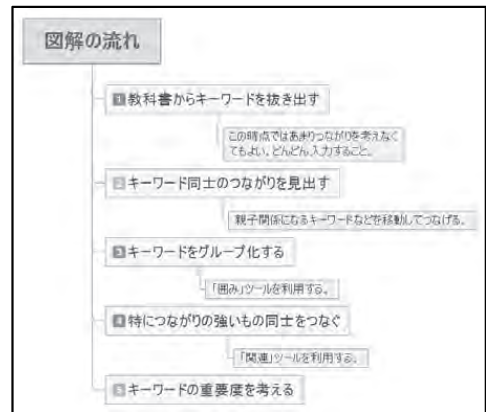 図解の流れ
1教科書からキーワードを抜き出す
この時点ではあまりつながりを考えなく
てもよい。どんどん入力すること。
2キーワード同士のつながりを見出す
親子関係になるキーワードなどを移動してつなげる。
3キーワードをグループ化する
「囲み」ツールを利用する。
4特につながりの強いもの同士をつなぐ
「関連」ツールを利用する。
5キーワードの重要度を考える